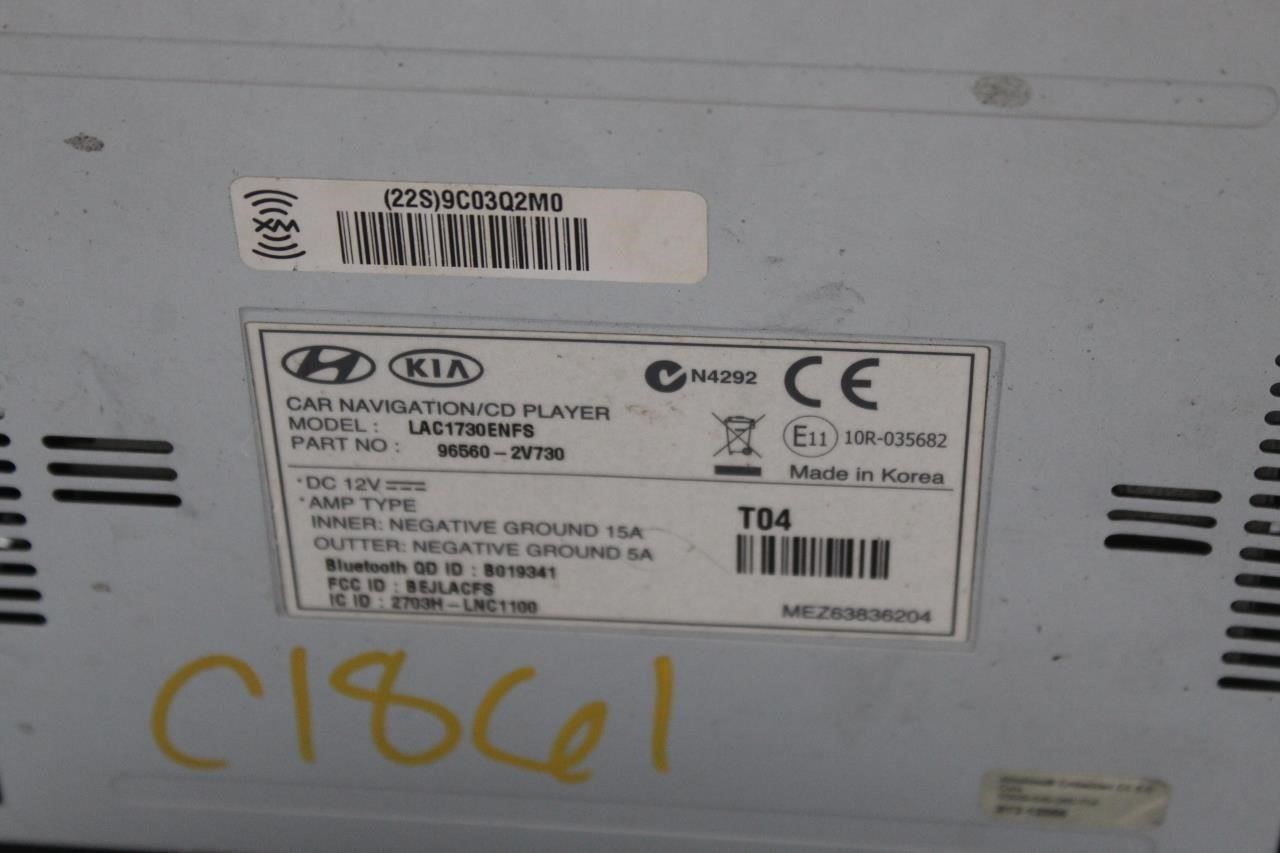 (22S)9C03Q2M0
XM
KIA
N4292
CE
CAR NAVIGATION/CD PLAYER
MODEL : LAC1730ENFS
PART NO : 96560-2V730
E11 10R-035682
Made in Korea
*DC 12V
*AMP TYPE
INNER: NEGATIVE GROUND 15A
OUTTER: NEGATIVE GROUND 5A
Bluetooth QD ID : B019341
FCC ID : BEJLACFS
IC ID : 2703H-LNC1100
T04
MEZ63836204
C1861